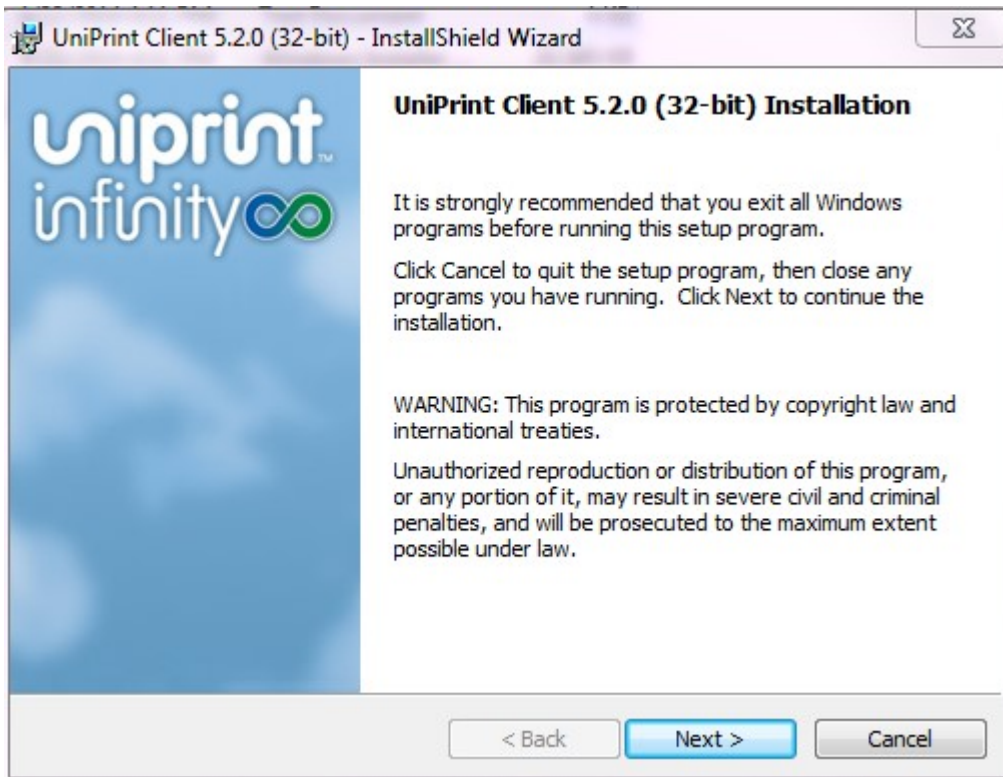 UniPrint Client 5.2.0 (32-bit) - InstallShield Wizard
uniprint™
infinity
UniPrint Client 5.2.0 (32-bit) Installation
It is strongly recommended that you exit all Windows
programs before running this setup program.
Click Cancel to quit the setup program, then close any
programs you have running. Click Next to continue the
installation.
WARNING: This program is protected by copyright law and
international treaties.
Unauthorized reproduction or distribution of this program,
or any portion of it, may result in severe civil and criminal
penalties, and will be prosecuted to the maximum extent
possible under law.
< Back
Next >
Cancel